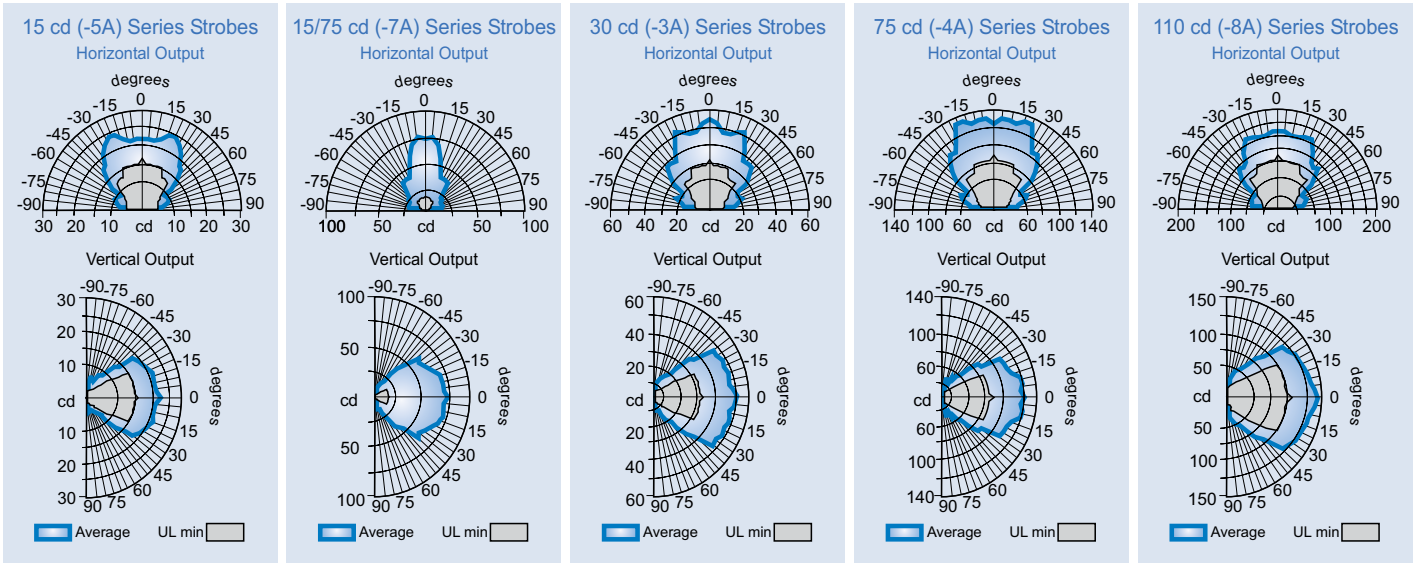 15 cd (-5A) Series Strobes
Horizontal Output
degrees
-15 0 15
-30 30
-45 45
-60 60
-75 75
-90 90
30 20 10 cd 10 20 30
Vertical Output
-90 -75
30 -60
-45
20 -30
10 -15
cd 0 degrees
10 15
30
20 45
60
30 75
90
Average UL min
15/75 cd (-7A) Series Strobes
Horizontal Output
degrees
-15 0 15
-30 30
-45 45
-60 60
-75 75
-90 90
100 50 cd 50 100
Vertical Output
-90 -75
100 -60
-45
50 -30
-15
cd 0 degrees
15
50 30
45
60
100 75
90
Average UL min
30 cd (-3A) Series Strobes
Horizontal Output
degrees
-15 0 15
-30 30
-45 45
-60 60
-75 75
-90 90
60 40 20 cd 20 40 60
Vertical Output
-90 -75
60 -60
-45
40 -30
20 -15
cd 0 degrees
20 15
30
40 45
60
60 75
90
Average UL min
75 cd (-4A) Series Strobes
Horizontal Output
degrees
-15 0 15
-30 30
-45 45
-60 60
-75 75
-90 90
140 100 60 cd 60 100 140
Vertical Output
-90 -75
140 -60
-45
100 -30
60 -15
cd 0 degrees
60 15
30
100 45
60
140 75
90
Average UL min
110 cd (-8A) Series Strobes
Horizontal Output
degrees
-15 0 15
-30 30
-45 45
-60 60
-75 75
-90 90
200 100 cd 100 200
Vertical Output
-90 -75
150 -60
-45
100 -30
50 -15
cd 0 degrees
50 15
30
100 45
60
150 75
90
Average UL min